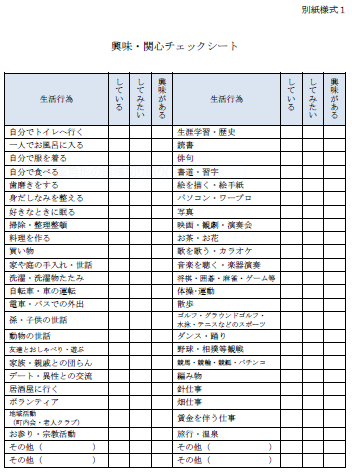 別紙様式１
興味・関心チェックシート
生活行為 している してみたい 興味がある 生活行為 している してみたい 興味がある
自分でトイレへ行く 生涯学習・歴史
一人でお風呂に入る 読書
自分で服を着る 俳句
自分で食べる 書道・習字
歯磨きをする 絵を描く・絵手紙
身だしなみを整える パソコン・ワープロ
好きなときに眠る 写真
掃除・整理整頓 映画・観劇・演奏会
料理を作る お茶・お花
買い物 歌を歌う・カラオケ
家や庭の手入れ・世話 音楽を聴く・楽器演奏
洗濯・洗濯物たたみ 将棋・囲碁・麻雀・ゲーム等
自転車・車の運転 体操・運動
電車・バスでの外出 散歩
孫・子供の世話 ゴルフ・グラウンドゴルフ・
水泳・テニスなどのスポーツ
動物の世話 ダンス・踊り
友達とおしゃべり・遊ぶ 野球・相撲等観戦
家族・親戚との団らん 競馬・競輪・競艇・パチンコ
デート・異性との交流 編み物
居酒屋に行く 針仕事
ボランティア 畑仕事
地域活動
（町内会・老人クラブ） 賃金を伴う仕事
お参り・宗教活動 旅行・温泉
その他（　　　　　　） その他（　　　　　　）
その他（　　　　　　） その他（　　　　　　）